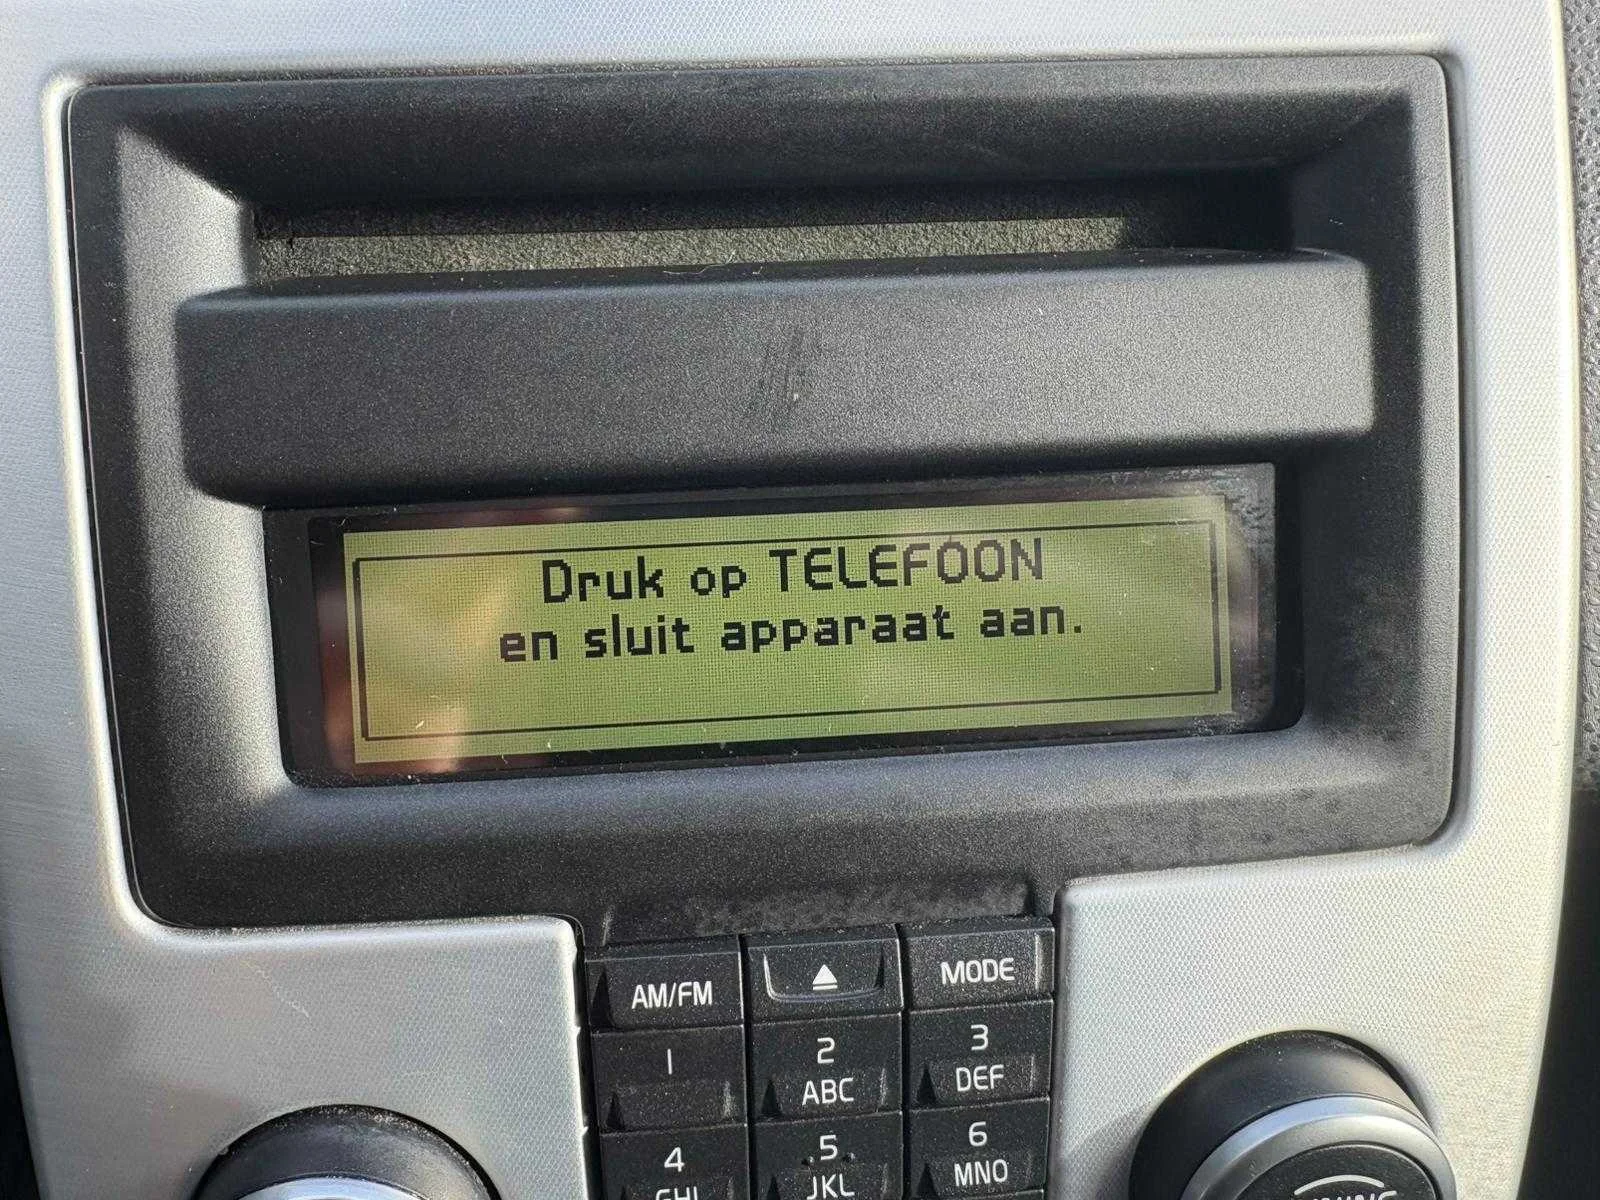 Druk op TELEFOON
en sluit apparaat aan.
AM/FM
MODE
1
2
3
ABC
DEF
4
5
6
JKL
MNO